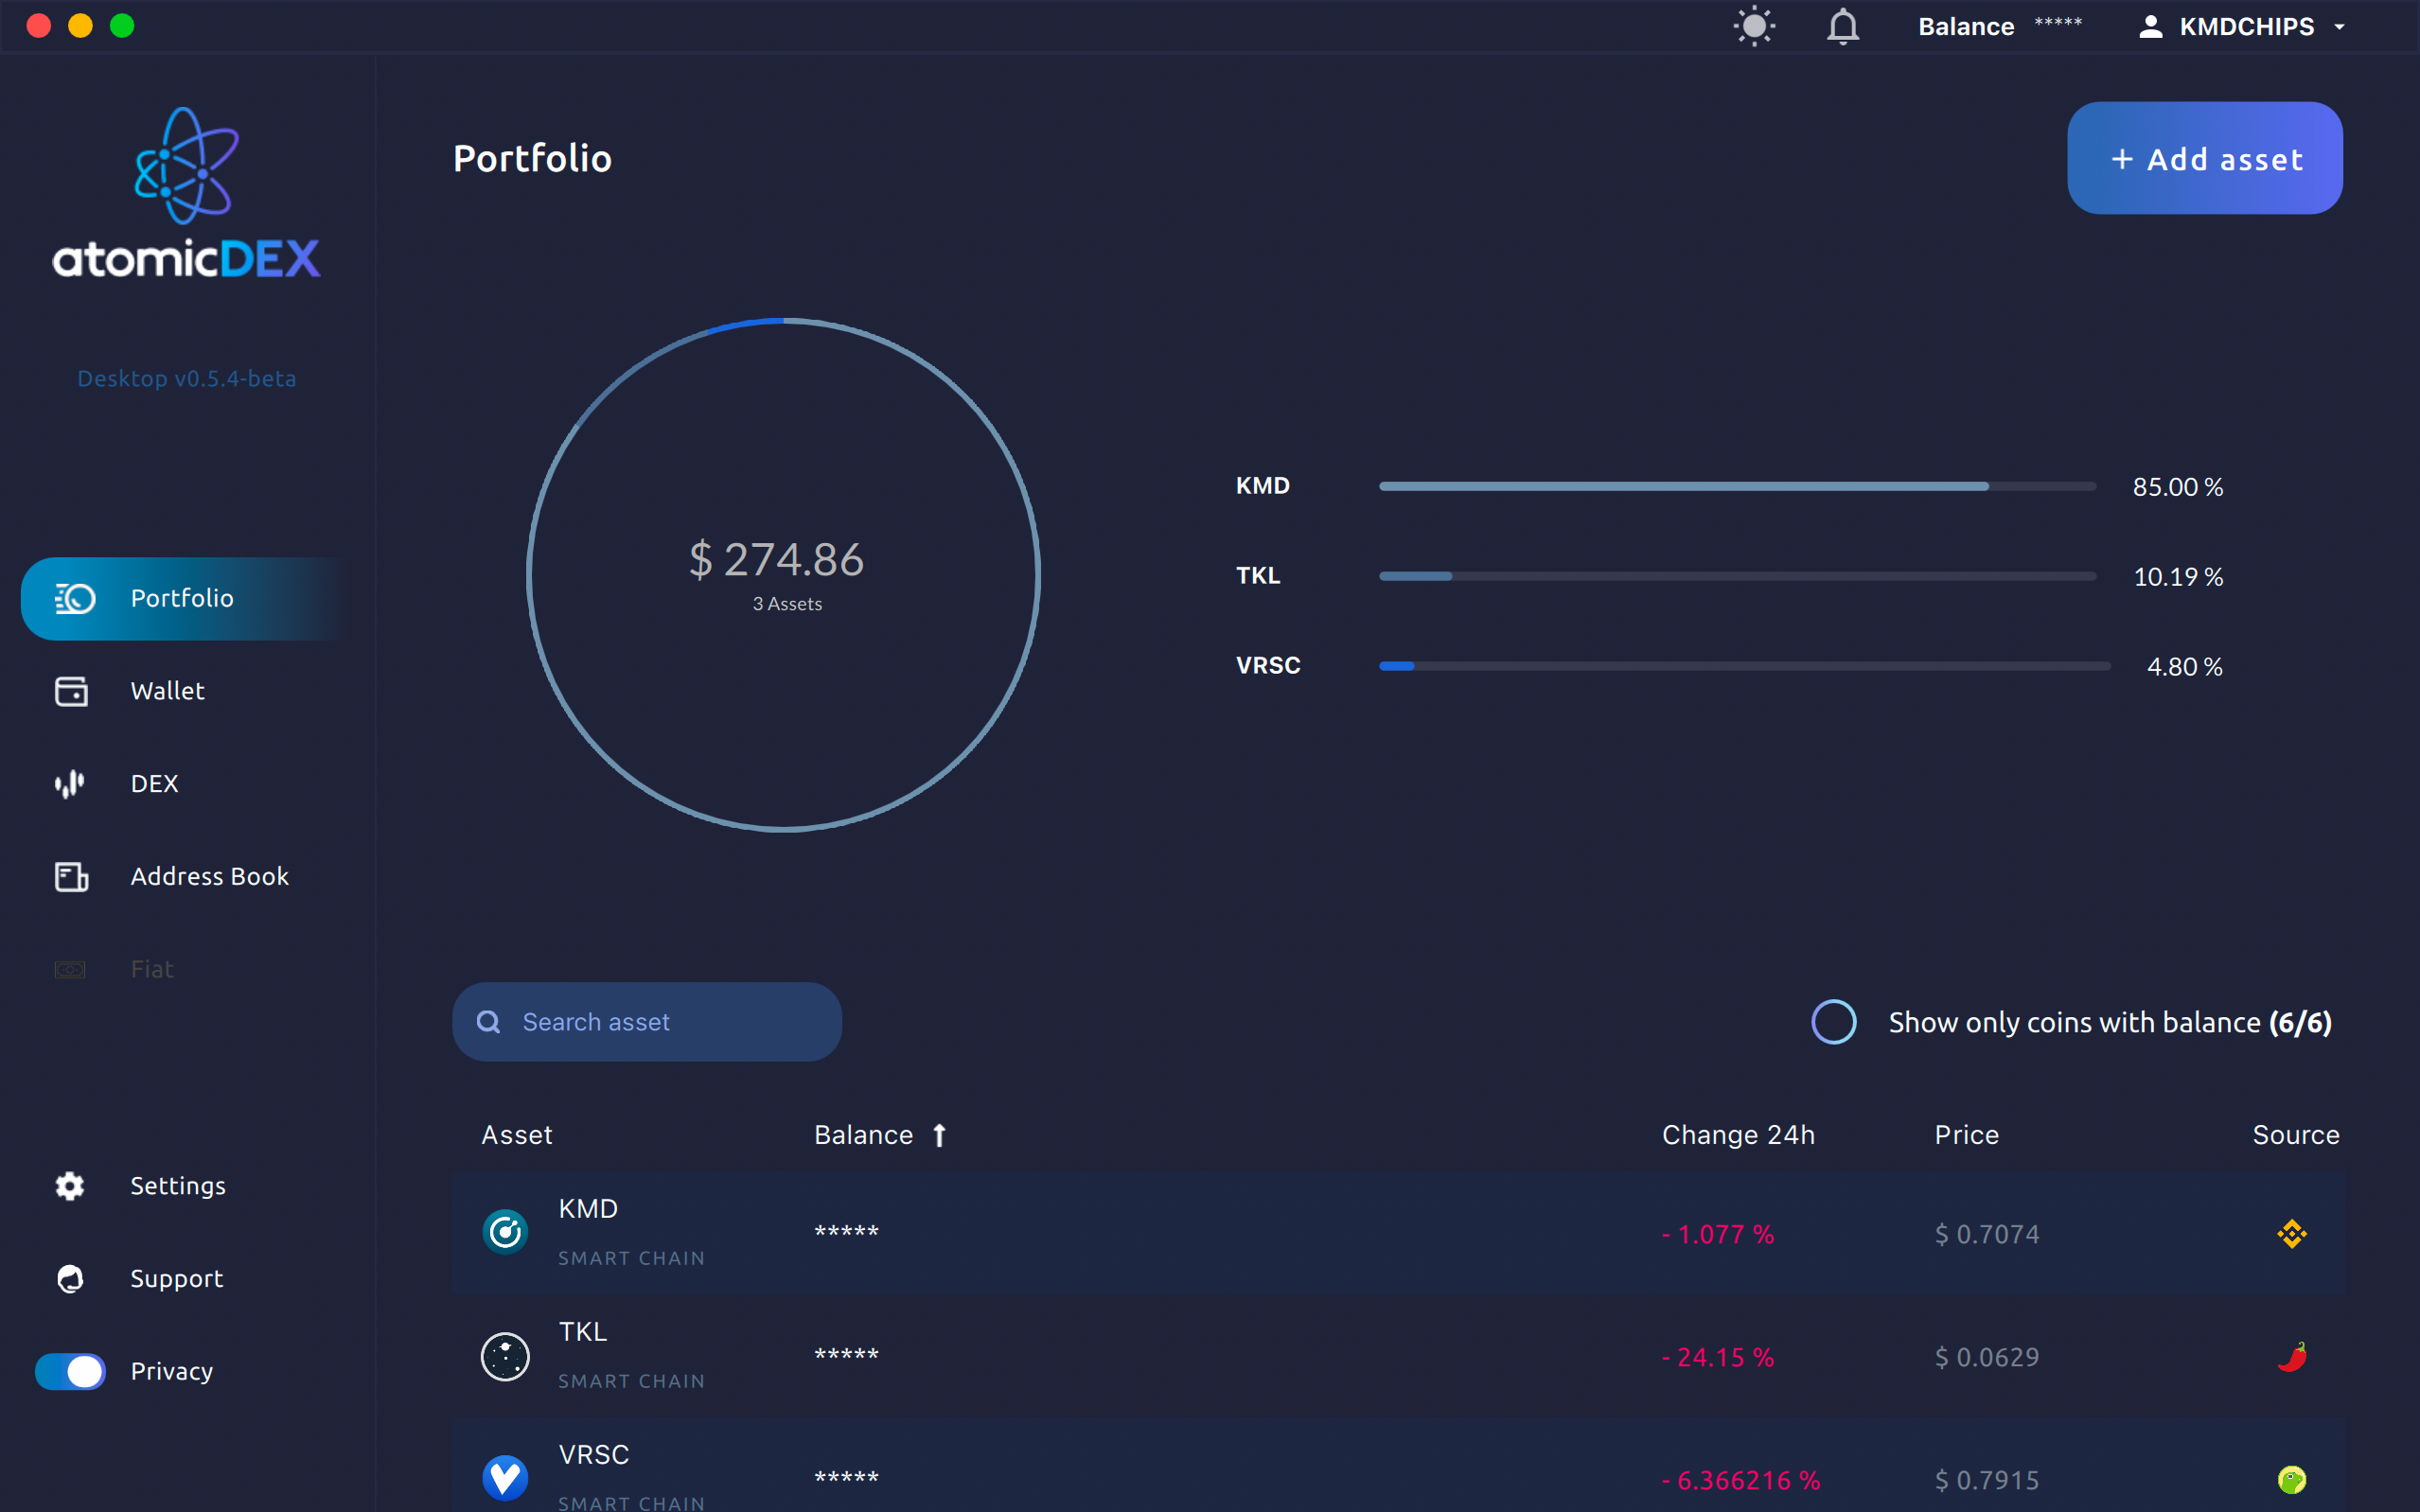 Balance ***** KMDCHIPS
atomicDEX
Desktop v0.5.4-beta
Portfolio
Wallet
DEX
Address Book
Fiat
Settings
Support
Privacy
Portfolio
+ Add asset
$ 274.86
3 Assets
KMD 85.00 %
TKL 10.19 %
VRSC 4.80 %
Search asset
Show only coins with balance (6/6)
Asset Balance Change 24h Price Source
KMD
SMART CHAIN
***** - 1.077 % $ 0.7074
TKL
SMART CHAIN
***** - 24.15 % $ 0.0629
VRSC
SMART CHAIN
***** - 6.366216 % $ 0.7915